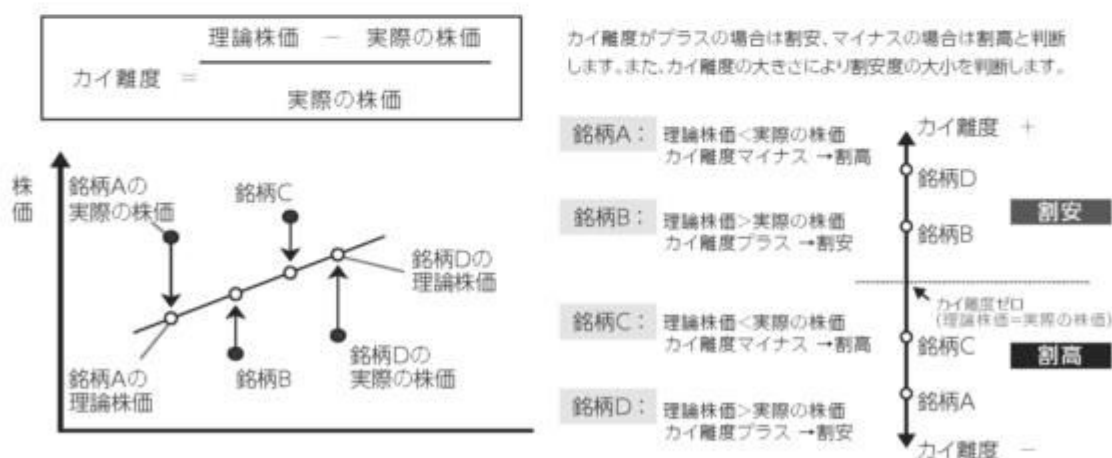 カイ離度 ＝
理論株価 － 実際の株価
実際の株価
カイ離度がプラスの場合は割安、マイナスの場合は割高と判断
します。また、カイ離度の大きさにより割安度の大小を判断します。
株
価
銘柄Aの
実際の株価
銘柄C
銘柄Dの
理論株価
銘柄Aの
理論株価
銘柄B
銘柄Dの
実際の株価
銘柄A：
理論株価＜実際の株価
カイ離度マイナス →割高
銘柄B：
理論株価＞実際の株価
カイ離度プラス →割安
銘柄C：
理論株価＜実際の株価
カイ離度マイナス →割高
銘柄D：
理論株価＞実際の株価
カイ離度プラス →割安
カイ離度 ＋
銘柄D
割安
銘柄B
カイ離度ゼロ
(理論株価=実際の株価)
銘柄C
割高
銘柄A
カイ離度 －